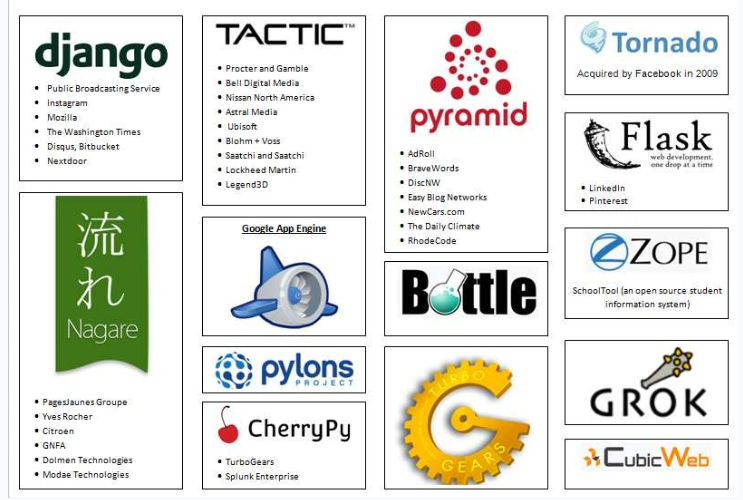 django
Public Broadcasting Service
Instagram
Mozilla
The Washington Times
Disqus, Bitbucket
Nextdoor
流
れ
Nagare
PagesJaunes Groupe
Yves Rocher
Citroen
GNFA
Dolmen Technologies
Modae Technologies
TACTIC™
Procter and Gamble
Bell Digital Media
Nissan North America
Astral Media
Ubisoft
Blohm + Voss
Saatchi and Saatchi
Lockheed Martin
Legend3D
Google App Engine
pylons
PROJECT
CherryPy
TurboGears
Splunk Enterprise
pyramid
AdRoll
BraveWords
DiscNW
Easy Blog Networks
NewCars.com
The Daily Climate
RhodeCode
Bottle
TURBO
GEARS
Tornado
Acquired by Facebook in 2009
Flask
web development,
one drop at a time
LinkedIn
Pinterest
ZOPE
SchoolTool (an open source student
information system)
GROK
CubicWeb